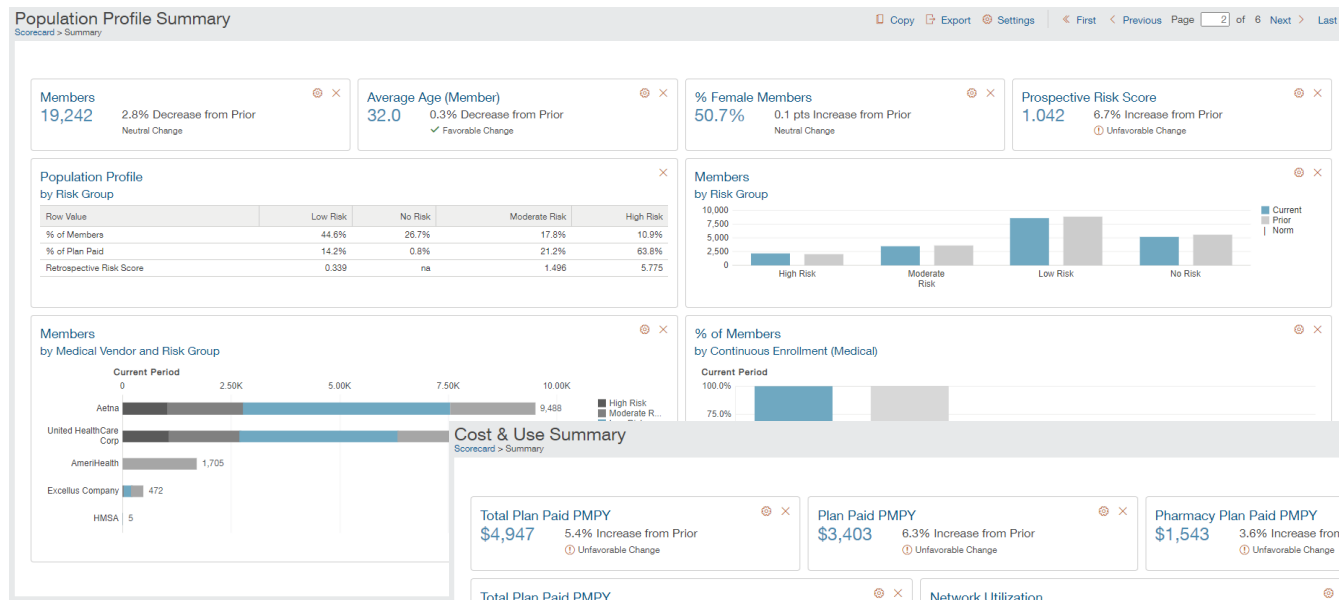 Population Profile Summary
Scorecard > Summary
Copy Export Settings First Previous Page 2 of 6 Next Last
Members
19,242 2.8% Decrease from Prior
Neutral Change
Average Age (Member)
32.0 0.3% Decrease from Prior
Favorable Change
% Female Members
50.7% 0.1 pts Increase from Prior
Neutral Change
Prospective Risk Score
1.042 6.7% Increase from Prior
Unfavorable Change
Population Profile
by Risk Group
Row Value Low Risk No Risk Moderate Risk High Risk
% of Members 44.6% 26.7% 17.8% 10.9%
% of Plan Paid 14.2% 0.8% 21.2% 63.8%
Retrospective Risk Score 0.339 na 1.496 5.775
Members
by Risk Group
10,000
7,500
5,000
2,500
0
High Risk Moderate Risk Low Risk No Risk
Current
Prior
Norm
Members
by Medical Vendor and Risk Group
Current Period
0 2.50K 5.00K 7.50K 10.00K
Aetna 9,488
United HealthCare
Corp
AmeriHealth 1,705
Excellus Company 472
HMSA 5
High Risk
Moderate R...
% of Members
by Continuous Enrollment (Medical)
Current Period
100.0%
75.0%
Cost & Use Summary
Scorecard > Summary
Total Plan Paid PMPY
$4,947 5.4% Increase from Prior
Unfavorable Change
Plan Paid PMPY
$3,403 6.3% Increase from Prior
Unfavorable Change
Pharmacy Plan Paid PMPY
$1,543 3.6% Increase from
Unfavorable Change
Total Plan Paid PMPY
Network Utilization